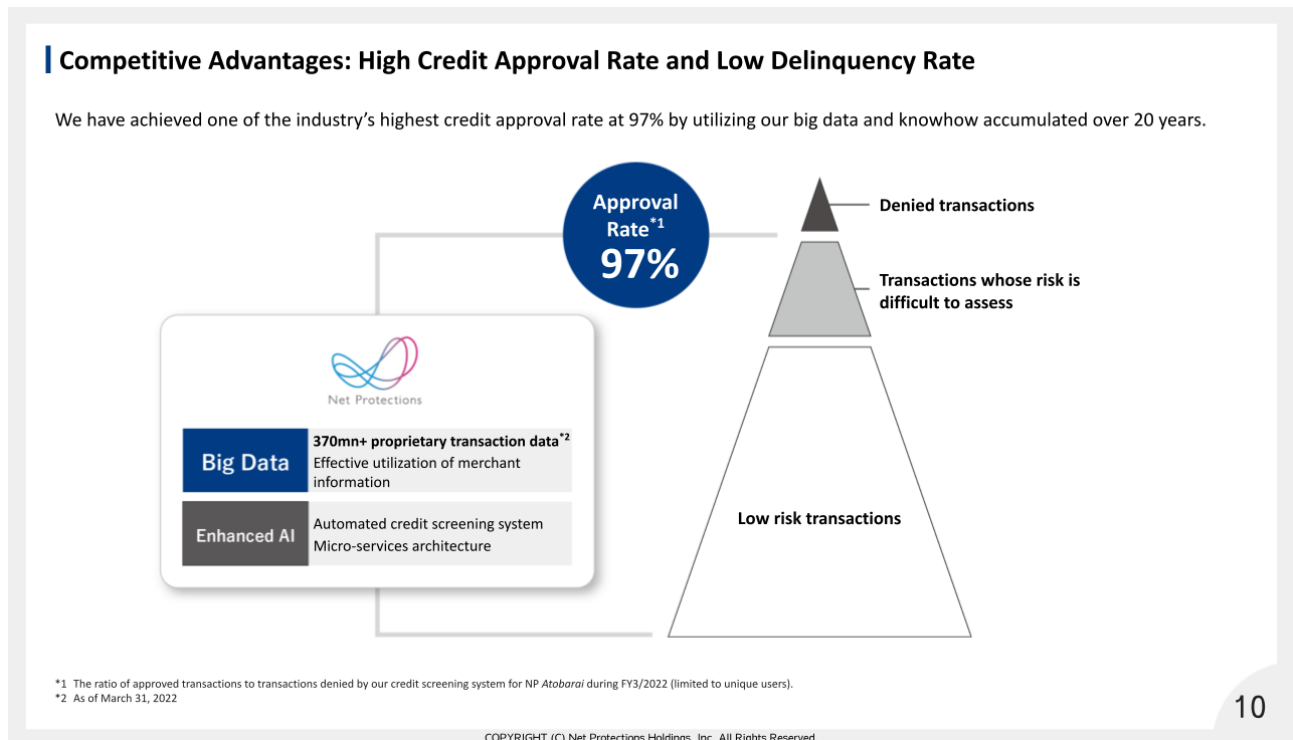 Competitive Advantages: High Credit Approval Rate and Low Delinquency Rate
We have achieved one of the industry's highest credit approval rate at 97% by utilizing our big data and knowhow accumulated over 20 years.
Approval
Rate*1
97%
Denied transactions
Transactions whose risk is
difficult to assess
Low risk transactions
Net Protections
Big Data
370mn+ proprietary transaction data*2
Effective utilization of merchant
information
Enhanced AI
Automated credit screening system
Micro-services architecture
*1 The ratio of approved transactions to transactions denied by our credit screening system for NP Atobarai during FY3/2022 (limited to unique users).
*2 As of March 31, 2022
10
COPYRIGHT (C) Net Protections Holdings, Inc. All Rights Reserved.